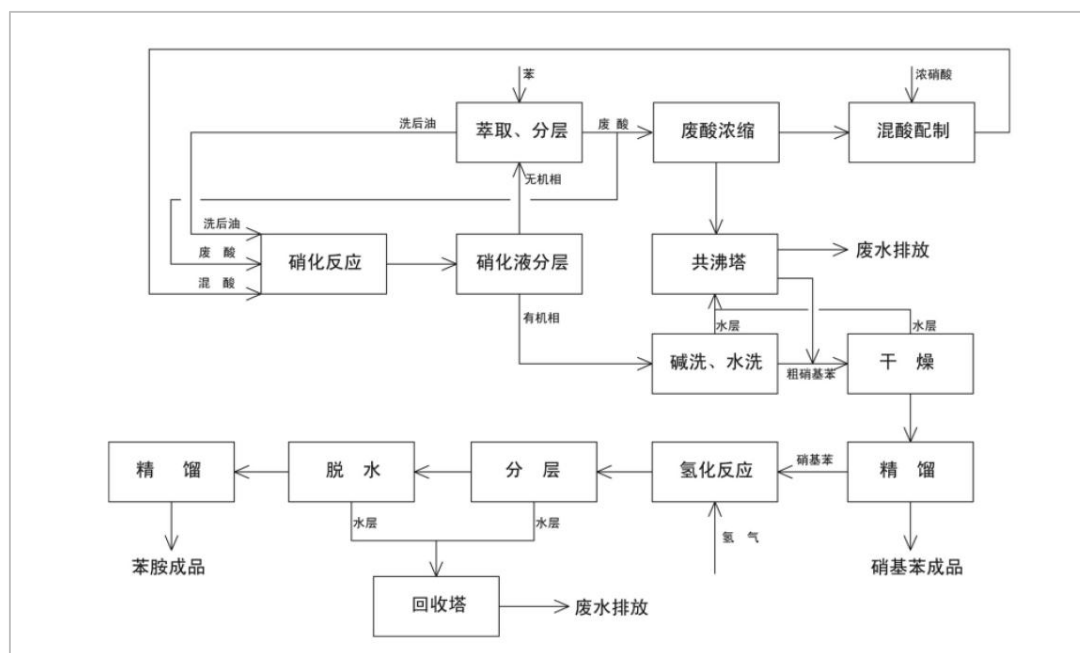 苯
浓硝酸
洗后油
萃取、分层
废 酸
废酸浓缩
混酸配制
无机相
洗后油
废 酸
混 酸
硝化反应
硝化液分层
共沸塔
废水排放
有机相
水层
水层
碱洗、水洗
粗硝基苯
干 燥
精 馏
脱 水
分 层
氢化反应
硝基苯
精 馏
水层
水层
氢 气
苯胺成品
硝基苯成品
回收塔
废水排放